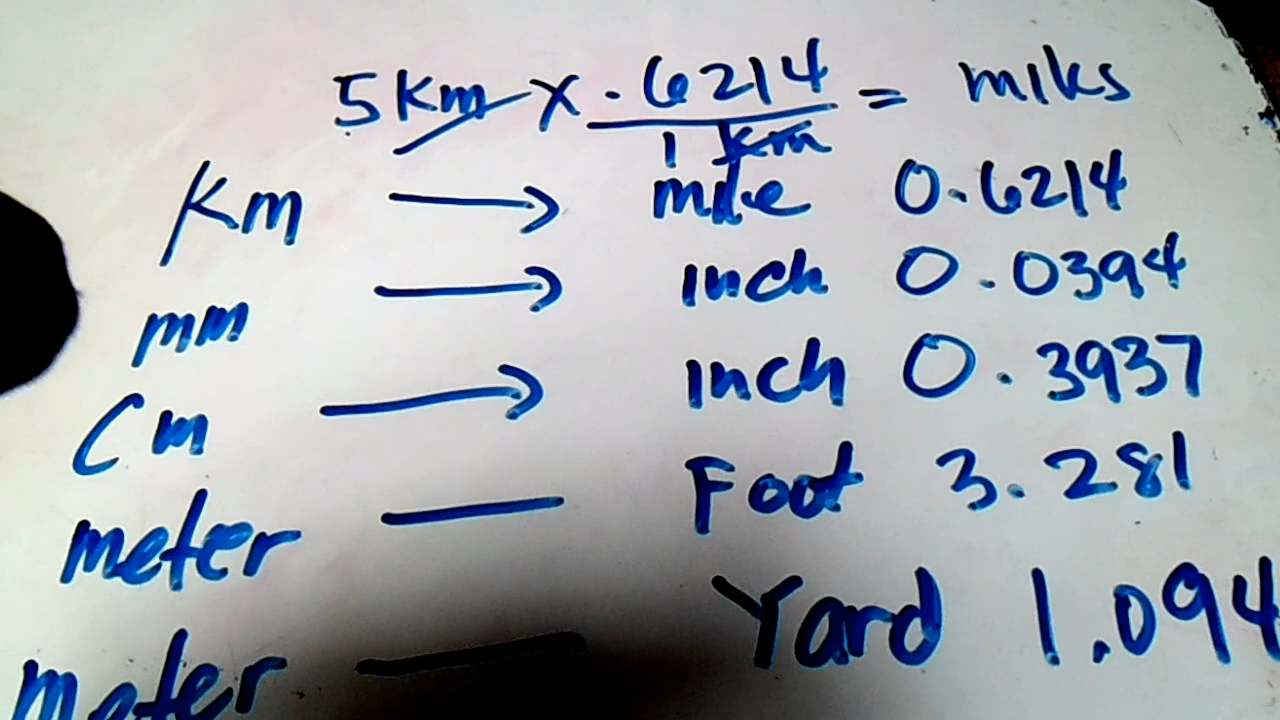 5 Km x .6214 = miles
1 Km
Km → mile 0.6214
mm → Inch 0.0394
Cm → Inch 0.3937
meter — Foot 3.281
meter — Yard 1.094